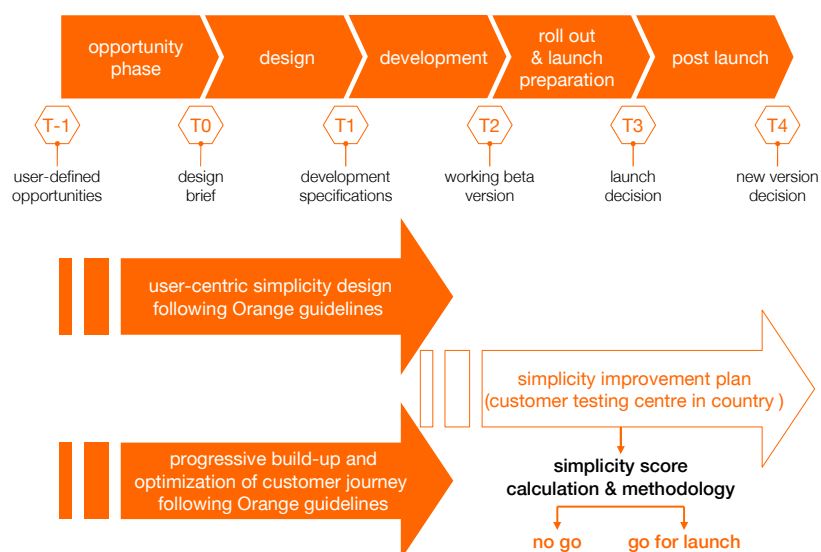 opportunity
phase
design
development
roll out
& launch
preparation
post launch
T-1
T0
T1
T2
T3
T4
user-defined
opportunities
design
brief
development
specifications
working beta
version
launch
decision
new version
decision
user-centric simplicity design
following Orange guidelines
simplicity improvement plan
(customer testing centre in country )
progressive build-up and
optimization of customer journey
following Orange guidelines
simplicity score
calculation & methodology
no go
go for launch